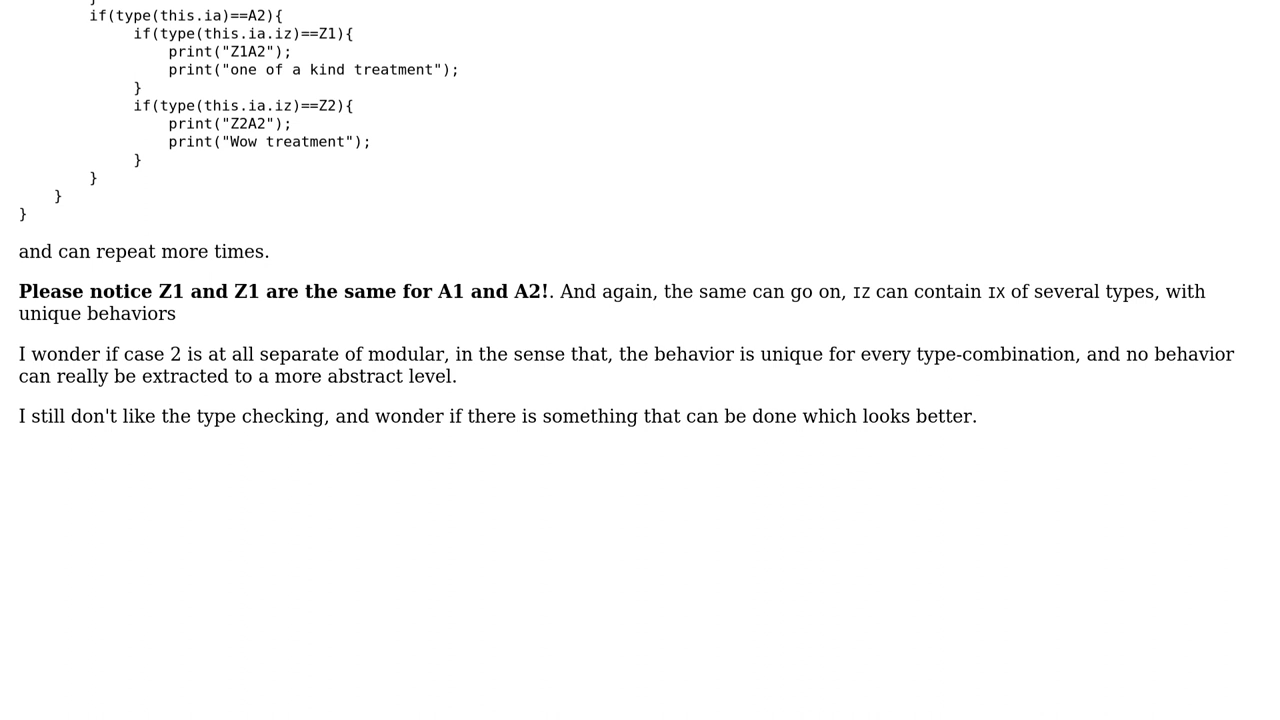 }
if(type(this.ia)==A2){
if(type(this.ia.iz)==Z1){
print("Z1A2");
print("one of a kind treatment");
}
if(type(this.ia.iz)==Z2){
print("Z2A2");
print("Wow treatment");
}
}
}
}
and can repeat more times.
Please notice Z1 and Z1 are the same for A1 and A2!. And again, the same can go on, IZ can contain IX of several types, with
unique behaviors
I wonder if case 2 is at all separate of modular, in the sense that, the behavior is unique for every type-combination, and no behavior
can really be extracted to a more abstract level.
I still don't like the type checking, and wonder if there is something that can be done which looks better.